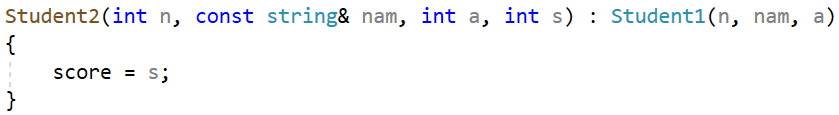 Student2(int n, const string& nam, int a, int s) : Student1(n, nam, a)
{
    score = s;
}